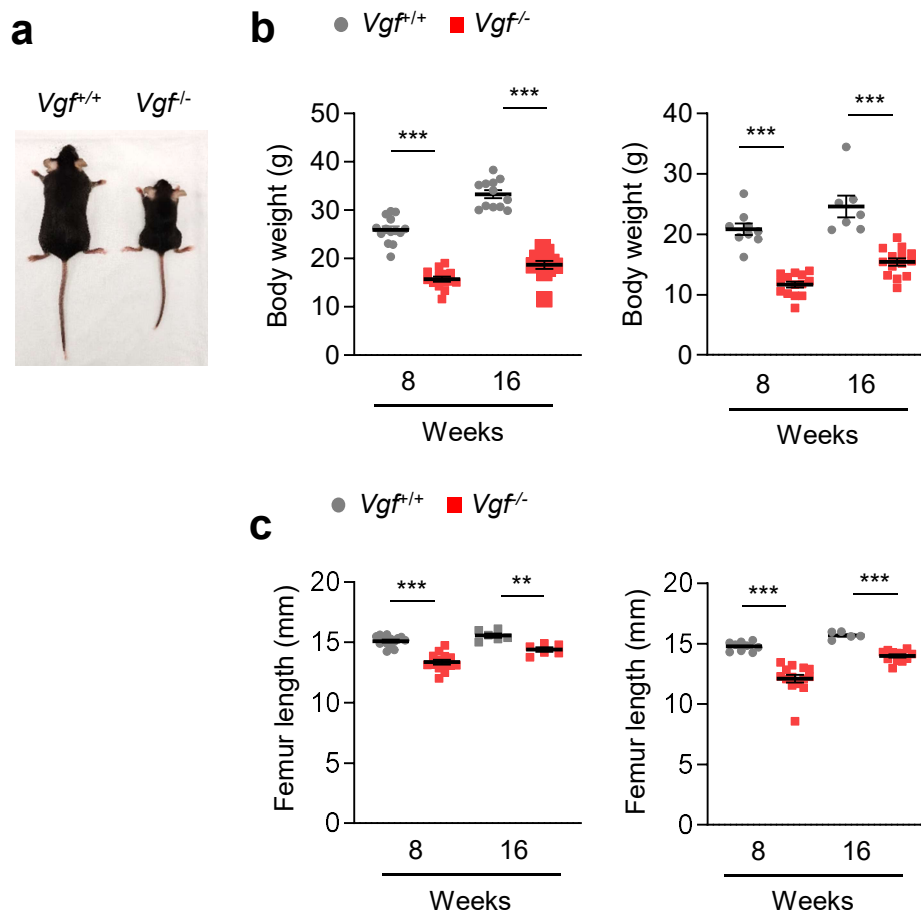 a
Vgf+/+ Vgf-/-
b
Vgf+/+ Vgf-/-
Body weight (g)
50
40
30
20
10
0
***
***
8 16
Weeks
Body weight (g)
40
30
20
10
0
***
***
8 16
Weeks
c
Vgf+/+ Vgf-/-
Femur length (mm)
20
15
10
5
0
***
**
8 16
Weeks
Femur length (mm)
20
15
10
5
0
***
***
8 16
Weeks